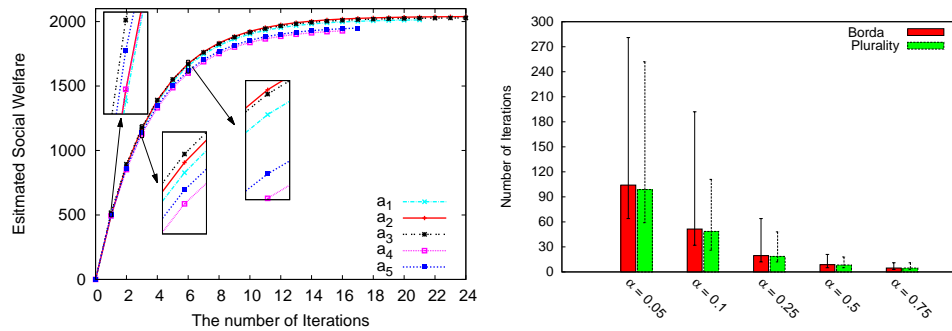 Esitmated Social Welfare
2000
1500
1000
500
0
0 2 4 6 8 10 12 14 16 18 20 22 24
The number of Iterations
a1
a2
a3
a4
a5
Number of Iterations
300
270
240
210
180
150
120
90
60
30
0
Borda
Plurality
α = 0.05
α = 0.1
α = 0.25
α = 0.5
α = 0.75